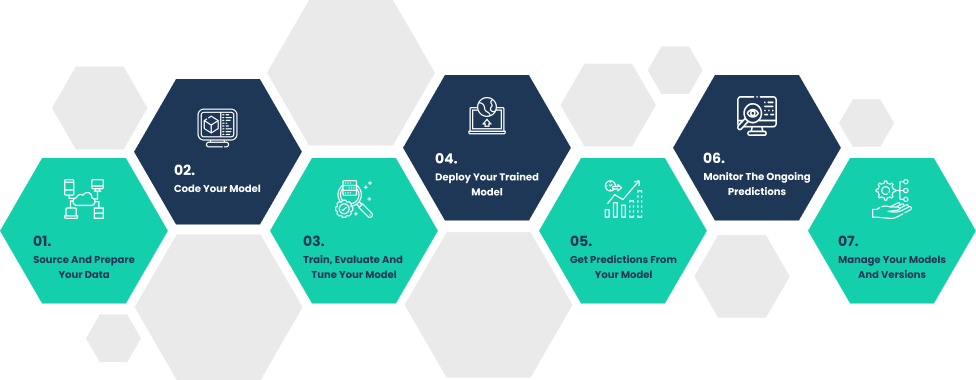 01.
Source And Prepare
Your Data
02.
Code Your Model
03.
Train, Evaluate And
Tune Your Model
04.
Deploy Your Trained
Model
05.
Get Predictions From
Your Model
06.
Monitor The Ongoing
Predictions
07.
Manage Your Models
And Versions